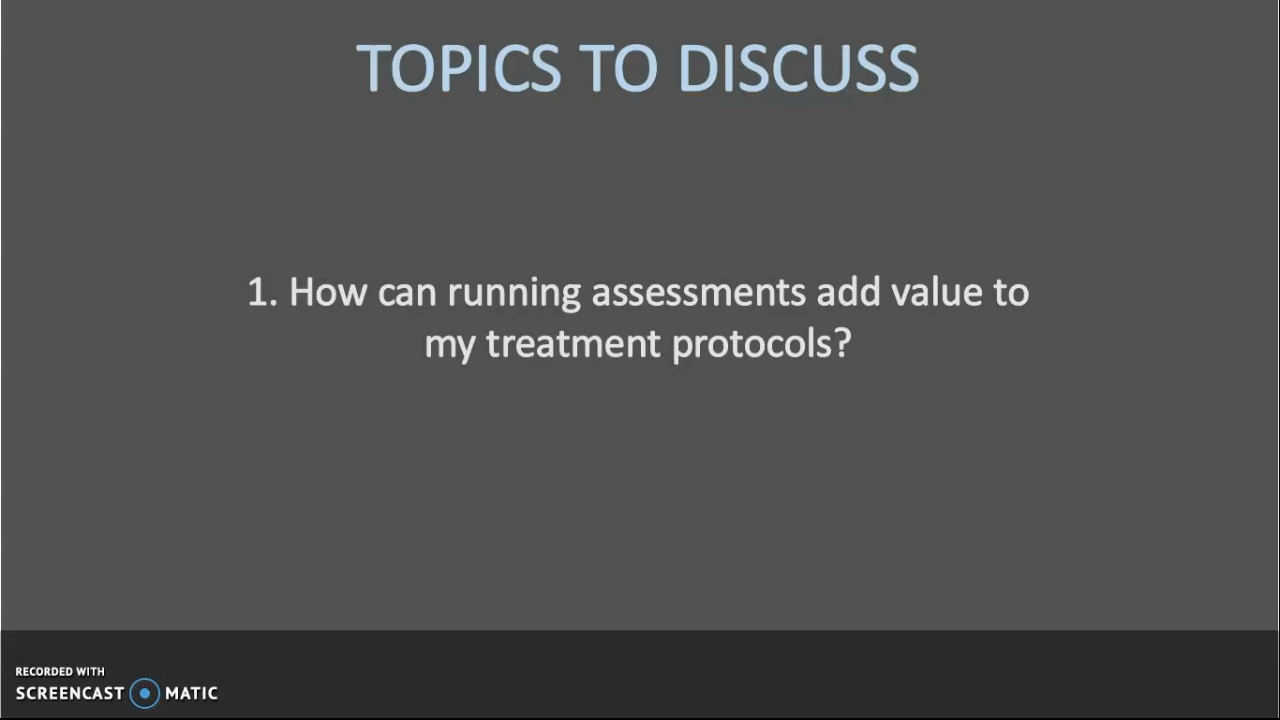 TOPICS TO DISCUSS
1. How can running assessments add value to
my treatment protocols?
RECORDED WITH
SCREENCAST MATIC